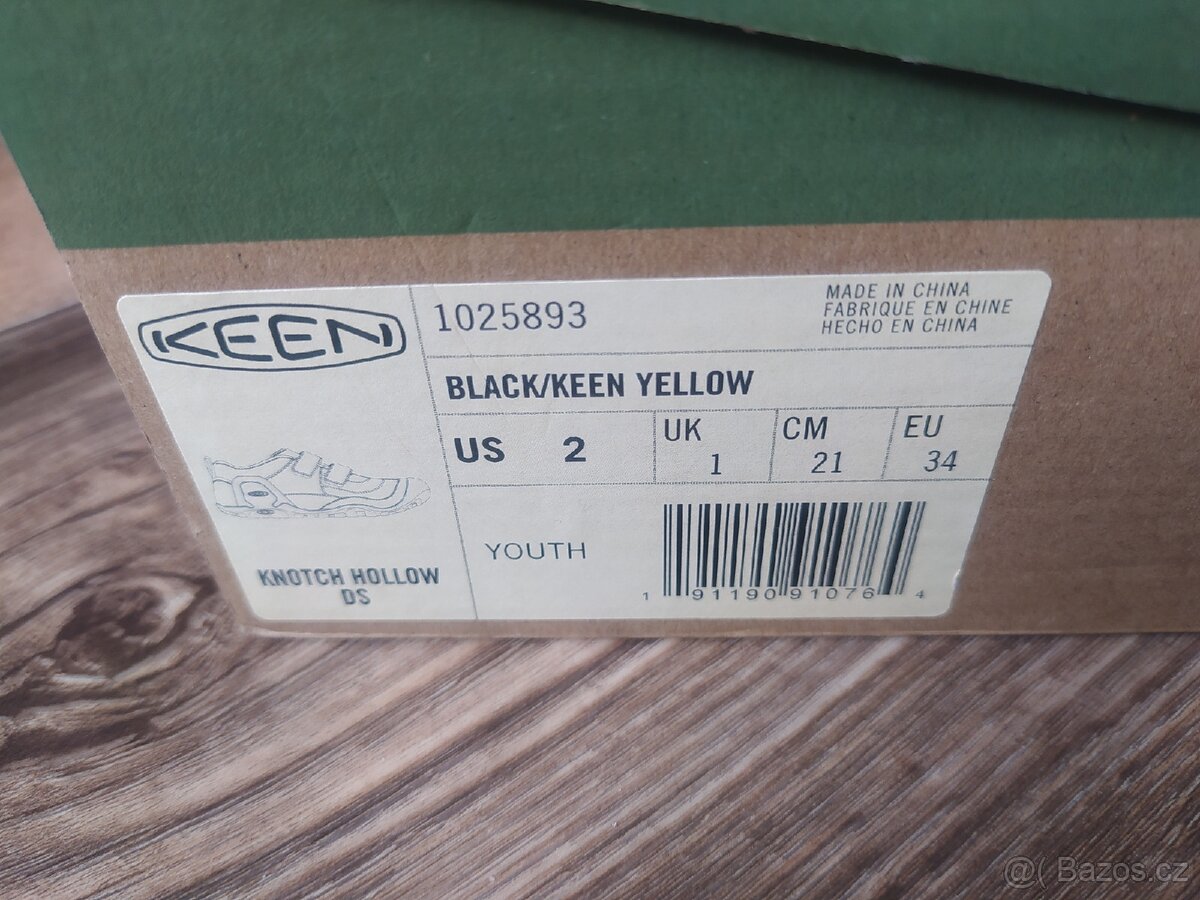 KEEN
1025893
MADE IN CHINA
FABRIQUE EN CHINE
HECHO EN CHINA
BLACK/KEEN YELLOW
US 2
UK 1
CM 21
EU 34
YOUTH
KNOTCH HOLLOW
DS
1 91190 91076 4
@( Bazos.cz